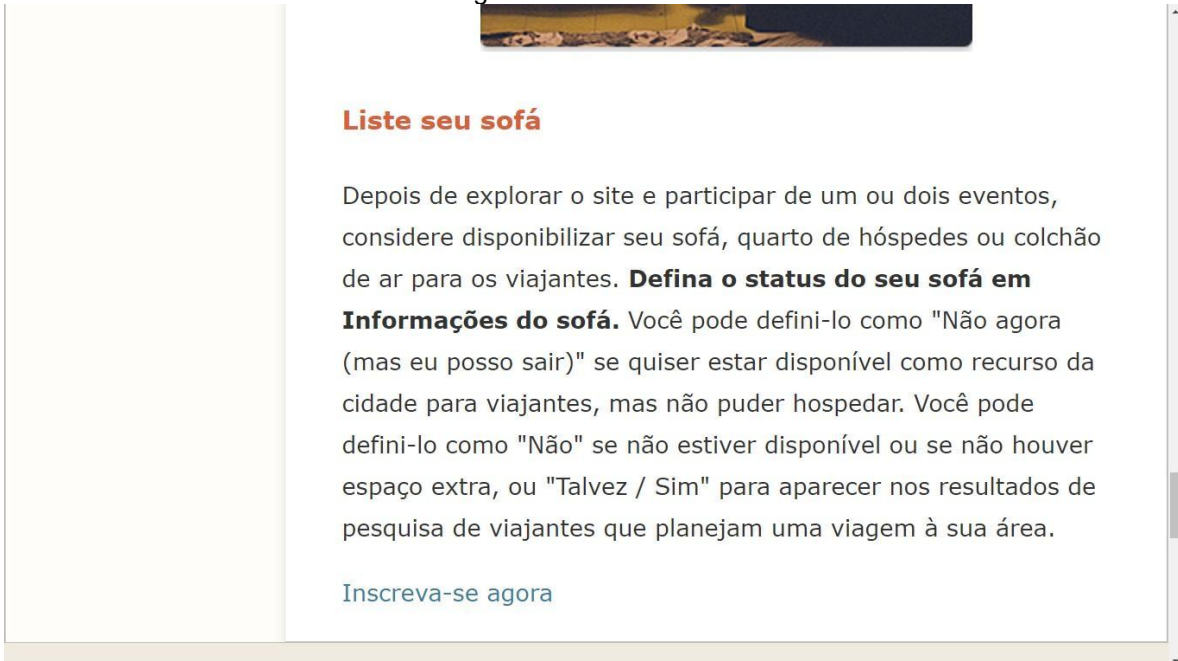 Liste seu sofá
Depois de explorar o site e participar de um ou dois eventos,
considere disponibilizar seu sofá, quarto de hóspedes ou colchão
de ar para os viajantes. Defina o status do seu sofá em
Informações do sofá. Você pode defini-lo como "Não agora
(mas eu posso sair)" se quiser estar disponível como recurso da
cidade para viajantes, mas não puder hospedar. Você pode
defini-lo como "Não" se não estiver disponível ou se não houver
espaço extra, ou "Talvez / Sim" para aparecer nos resultados de
pesquisa de viajantes que planejam uma viagem à sua área.
Inscreva-se agora